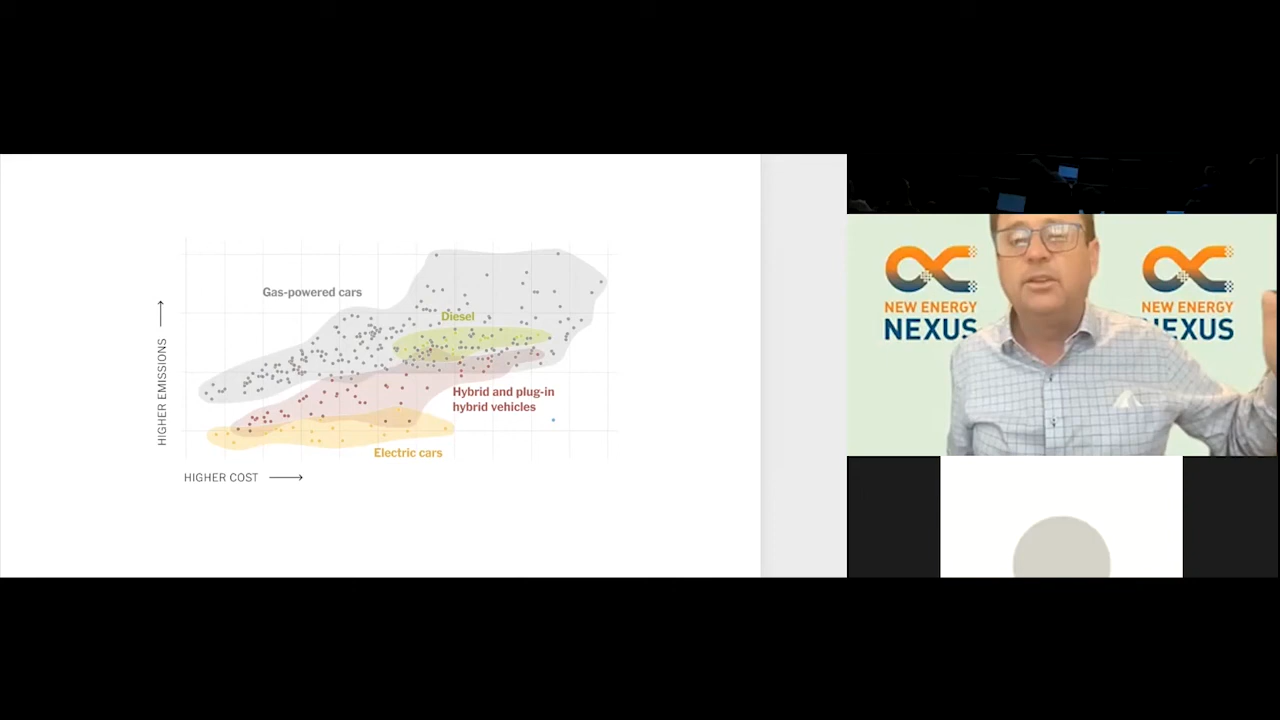 Gas-powered cars
Diesel
Hybrid and plug-in
hybrid vehicles
Electric cars
HIGHER EMISSIONS
HIGHER COST
NEW ENERGY
NEXUS
NEW ENERGY
NEXUS